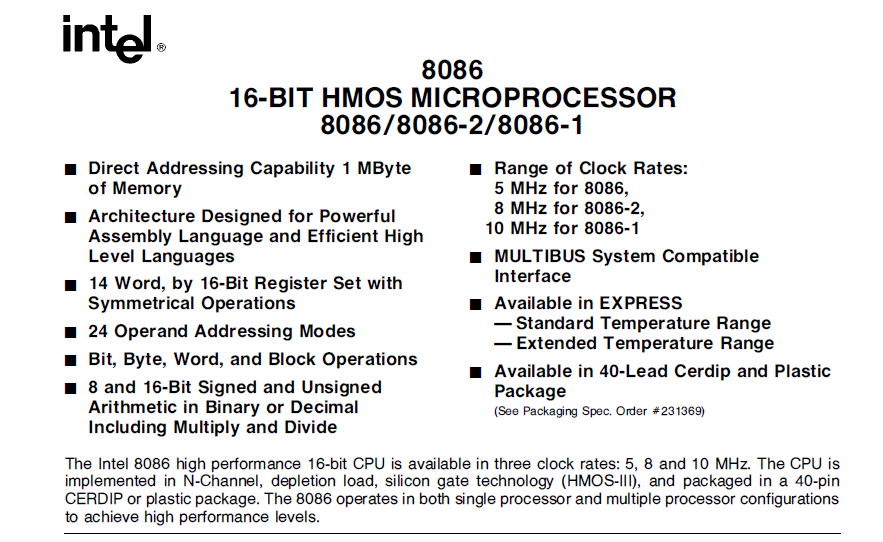 intel®
8086
16-BIT HMOS MICROPROCESSOR
8086/8086-2/8086-1
■ Direct Addressing Capability 1 MByte
of Memory
■ Architecture Designed for Powerful
Assembly Language and Efficient High
Level Languages
■ 14 Word, by 16-Bit Register Set with
Symmetrical Operations
■ 24 Operand Addressing Modes
■ Bit, Byte, Word, and Block Operations
■ 8 and 16-Bit Signed and Unsigned
Arithmetic in Binary or Decimal
Including Multiply and Divide
■ Range of Clock Rates:
5 MHz for 8086,
8 MHz for 8086-2,
10 MHz for 8086-1
■ MULTIBUS System Compatible
Interface
■ Available in EXPRESS
— Standard Temperature Range
— Extended Temperature Range
■ Available in 40-Lead Cerdip and Plastic
Package
(See Packaging Spec. Order #231369)
The Intel 8086 high performance 16-bit CPU is available in three clock rates: 5, 8 and 10 MHz. The CPU is
implemented in N-Channel, depletion load, silicon gate technology (HMOS-III), and packaged in a 40-pin
CERDIP or plastic package. The 8086 operates in both single processor and multiple processor configurations
to achieve high performance levels.